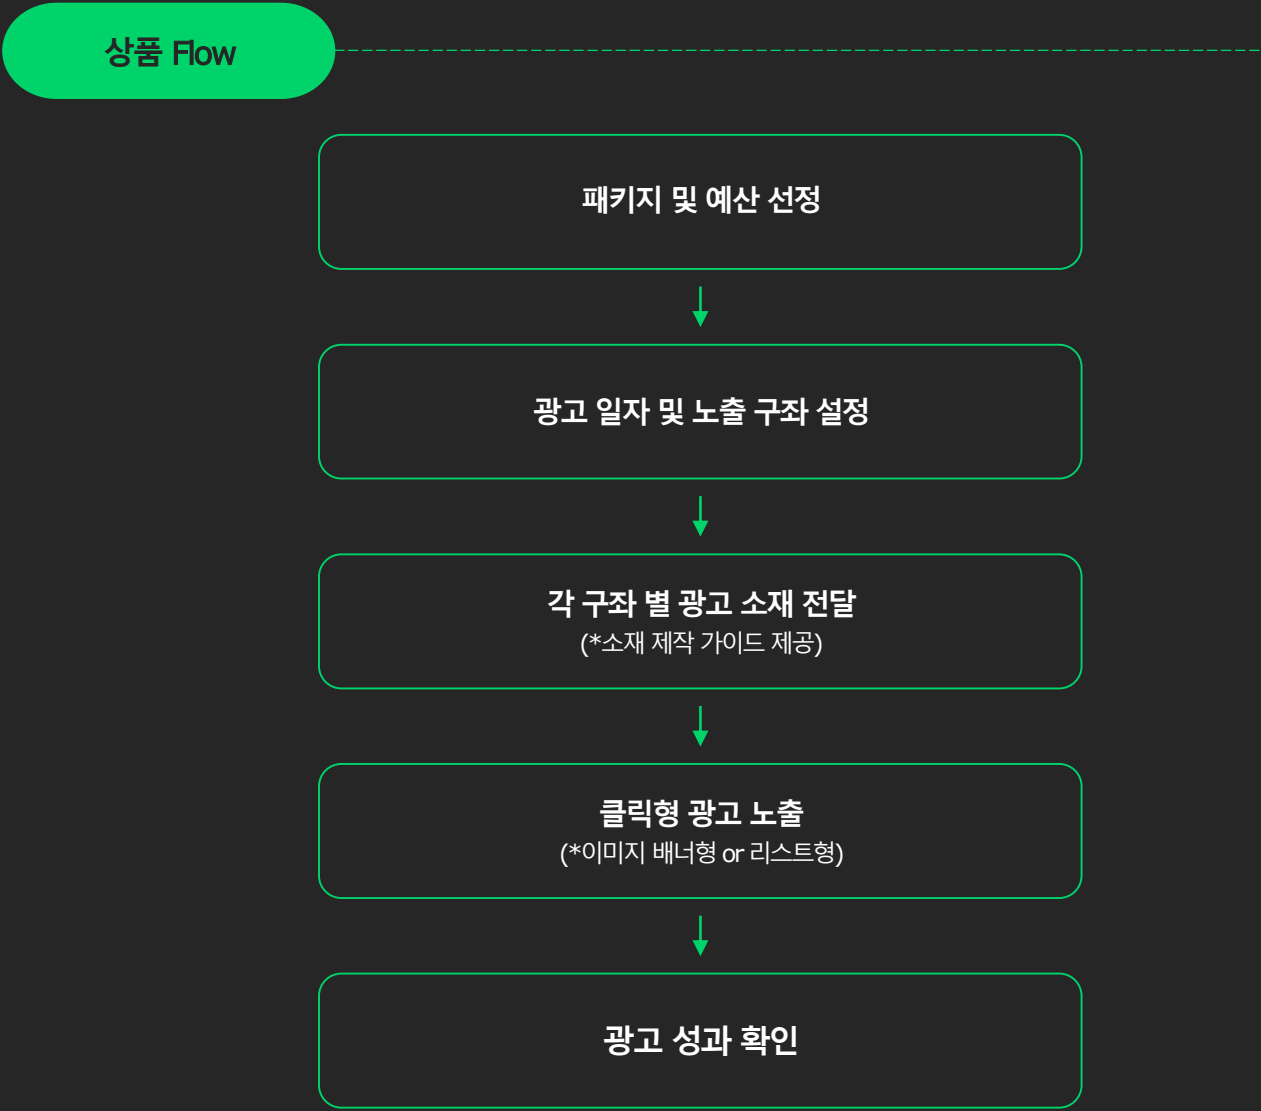 상품 Flow
패키지 및 예산 선정
광고 일자 및 노출 구좌 설정
각 구좌 별 광고 소재 전달
(*소재 제작 가이드 제공)
클릭형 광고 노출
(*이미지 배너형 or 리스트형)
광고 성과 확인